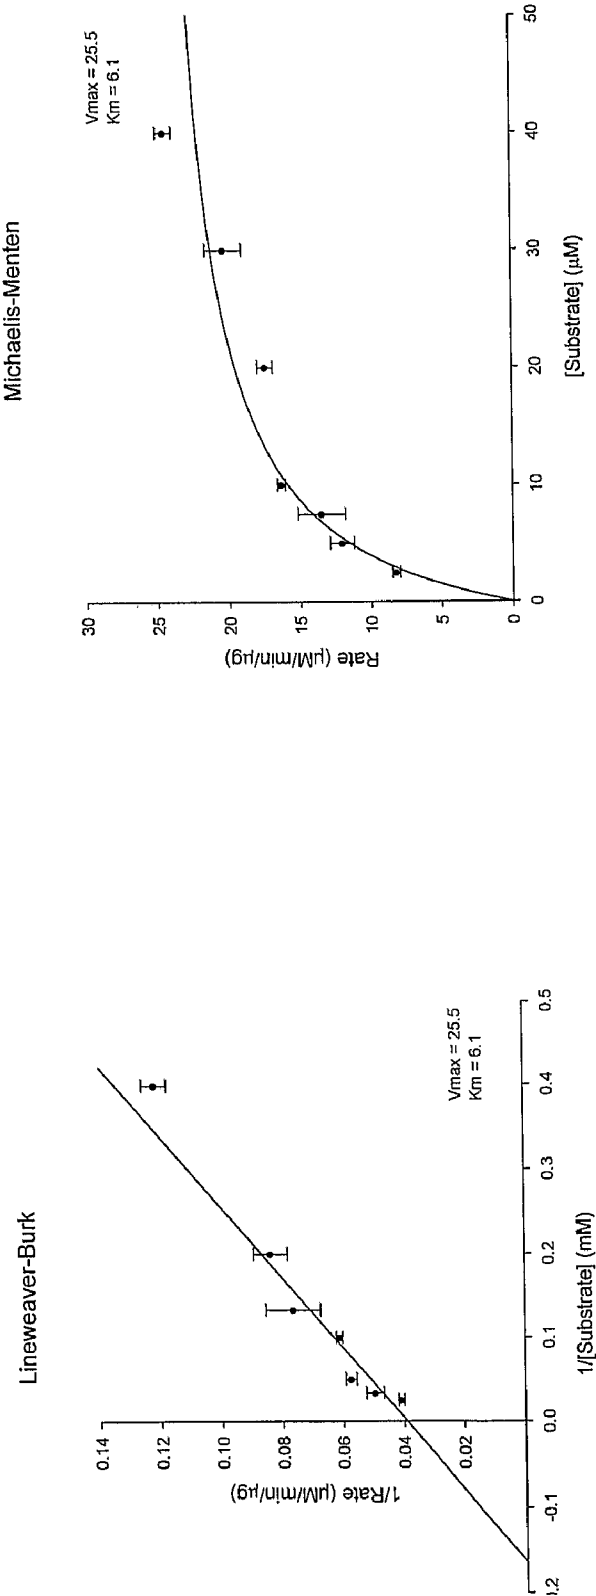 Michaelis-Menten
Vmax = 25.5
Km = 6.1
30
25
20
15
10
5
0
Rate (µM/min/µg)
0
10
20
30
40
50
[Substrate] (µM)
Lineweaver-Burk
0.14
0.12
0.10
0.08
0.06
0.04
0.02
1/Rate (µM/min/µg)
Vmax = 25.5
Km = 6.1
-0.1
0.0
0.1
0.2
0.3
0.4
0.5
1/[Substrate] (mM)